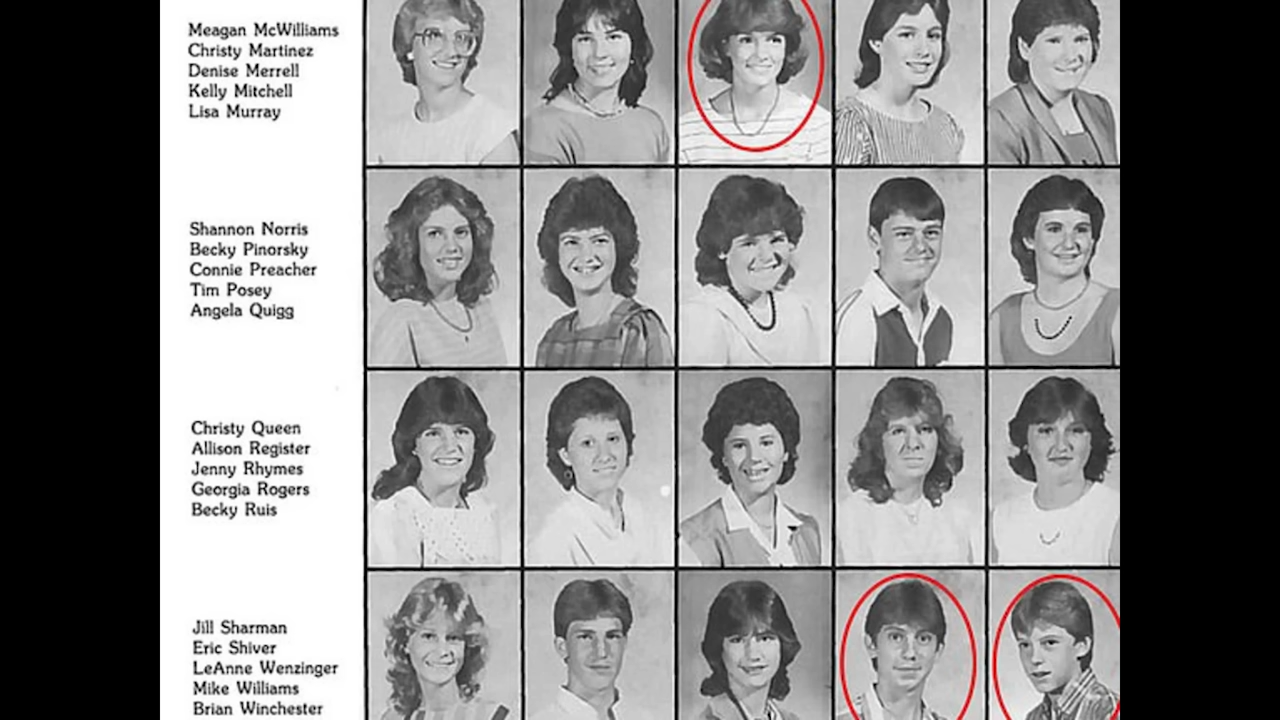 Meagan McWilliams
Christy Martinez
Denise Merrell
Kelly Mitchell
Lisa Murray
Shannon Norris
Becky Pinorsky
Connie Preacher
Tim Posey
Angela Quigg
Christy Queen
Allison Register
Jenny Rhymes
Georgia Rogers
Becky Ruis
Jill Sharman
Eric Shiver
LeAnne Wenzinger
Mike Williams
Brian Winchester